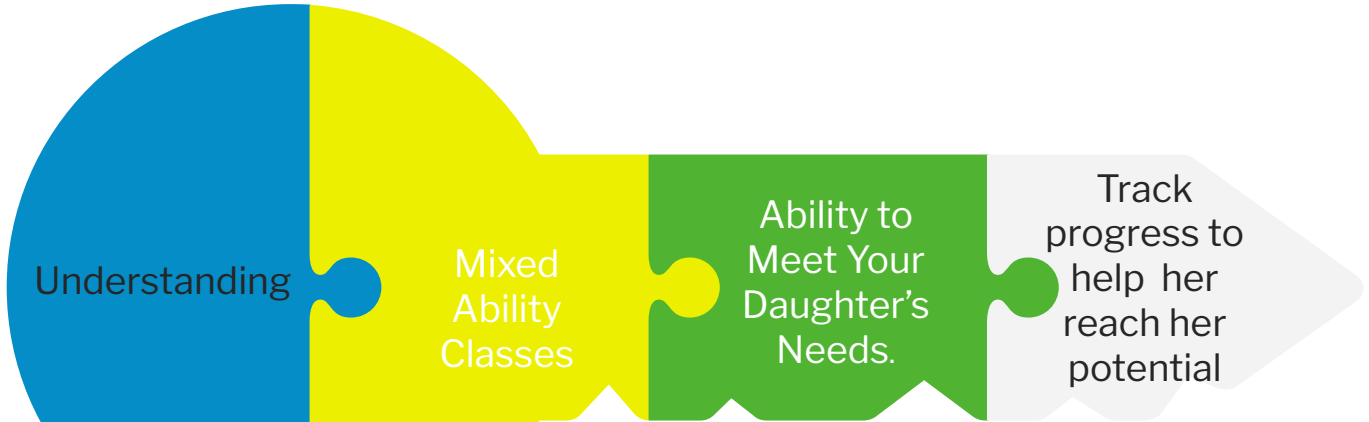 Understanding
Mixed
Ability
Classes
Ability to
Meet Your
Daughter’s
Needs.
Track
progress to
help  her
reach her
potential